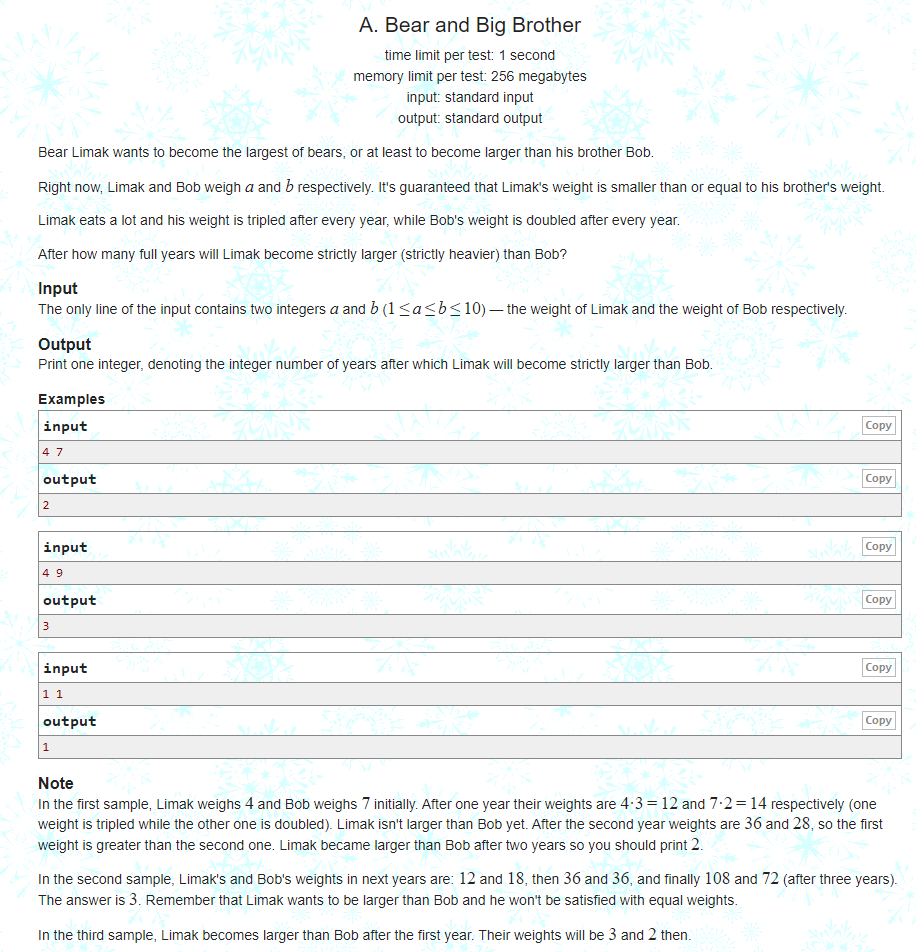 A. Bear and Big Brother
time limit per test: 1 second
memory limit per test: 256 megabytes
input: standard input
output: standard output
Bear Limak wants to become the largest of bears, or at least to become larger than his brother Bob.
Right now, Limak and Bob weigh a and b respectively. It's guaranteed that Limak's weight is smaller than or equal to his brother's weight.
Limak eats a lot and his weight is tripled after every year, while Bob's weight is doubled after every year.
After how many full years will Limak become strictly larger (strictly heavier) than Bob?
Input
The only line of the input contains two integers a and b (1 ≤ a ≤ b ≤ 10) — the weight of Limak and the weight of Bob respectively.
Output
Print one integer, denoting the integer number of years after which Limak will become strictly larger than Bob.
Examples
input Copy
4 7
output Copy
2
input Copy
4 9
output Copy
3
input Copy
1 1
output Copy
1
Note
In the first sample, Limak weighs 4 and Bob weighs 7 initially. After one year their weights are 4·3 = 12 and 7·2 = 14 respectively (one
weight is tripled while the other one is doubled). Limak isn't larger than Bob yet. After the second year weights are 36 and 28, so the first
weight is greater than the second one. Limak became larger than Bob after two years so you should print 2.
In the second sample, Limak's and Bob's weights in next years are: 12 and 18, then 36 and 36, and finally 108 and 72 (after three years).
The answer is 3. Remember that Limak wants to be larger than Bob and he won't be satisfied with equal weights.
In the third sample, Limak becomes larger than Bob after the first year. Their weights will be 3 and 2 then.